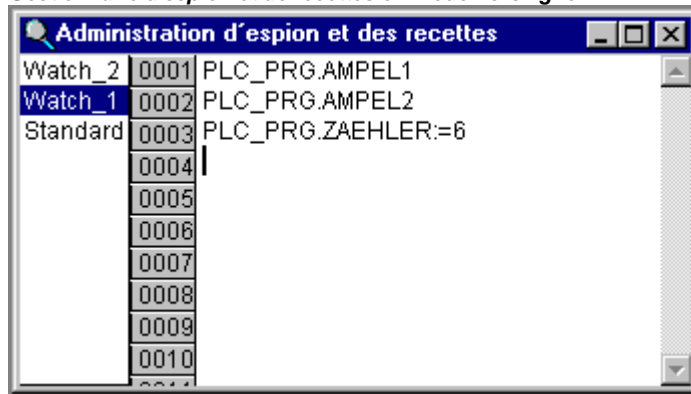 Administration d´espion et des recettes
Watch_2 0001 PLC_PRG.AMPEL1
Watch_1 0002 PLC_PRG.AMPEL2
Standard 0003 PLC_PRG.ZAEHLER:=6
0004
0005
0006
0007
0008
0009
0010